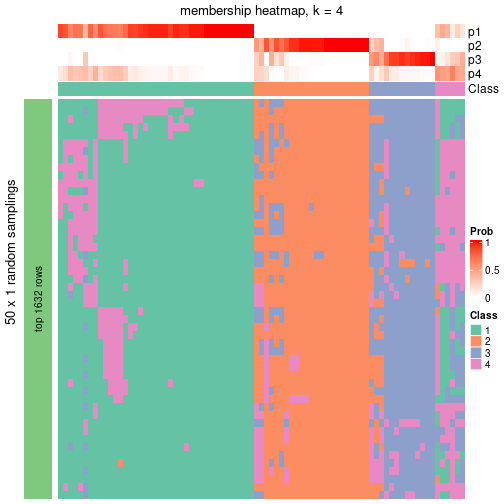 membership heatmap, k = 4
p1
p2
p3
p4
Class
50 x 1 random samplings
top 1632 rows
Prob
1
0.5
0
Class
1
2
3
4